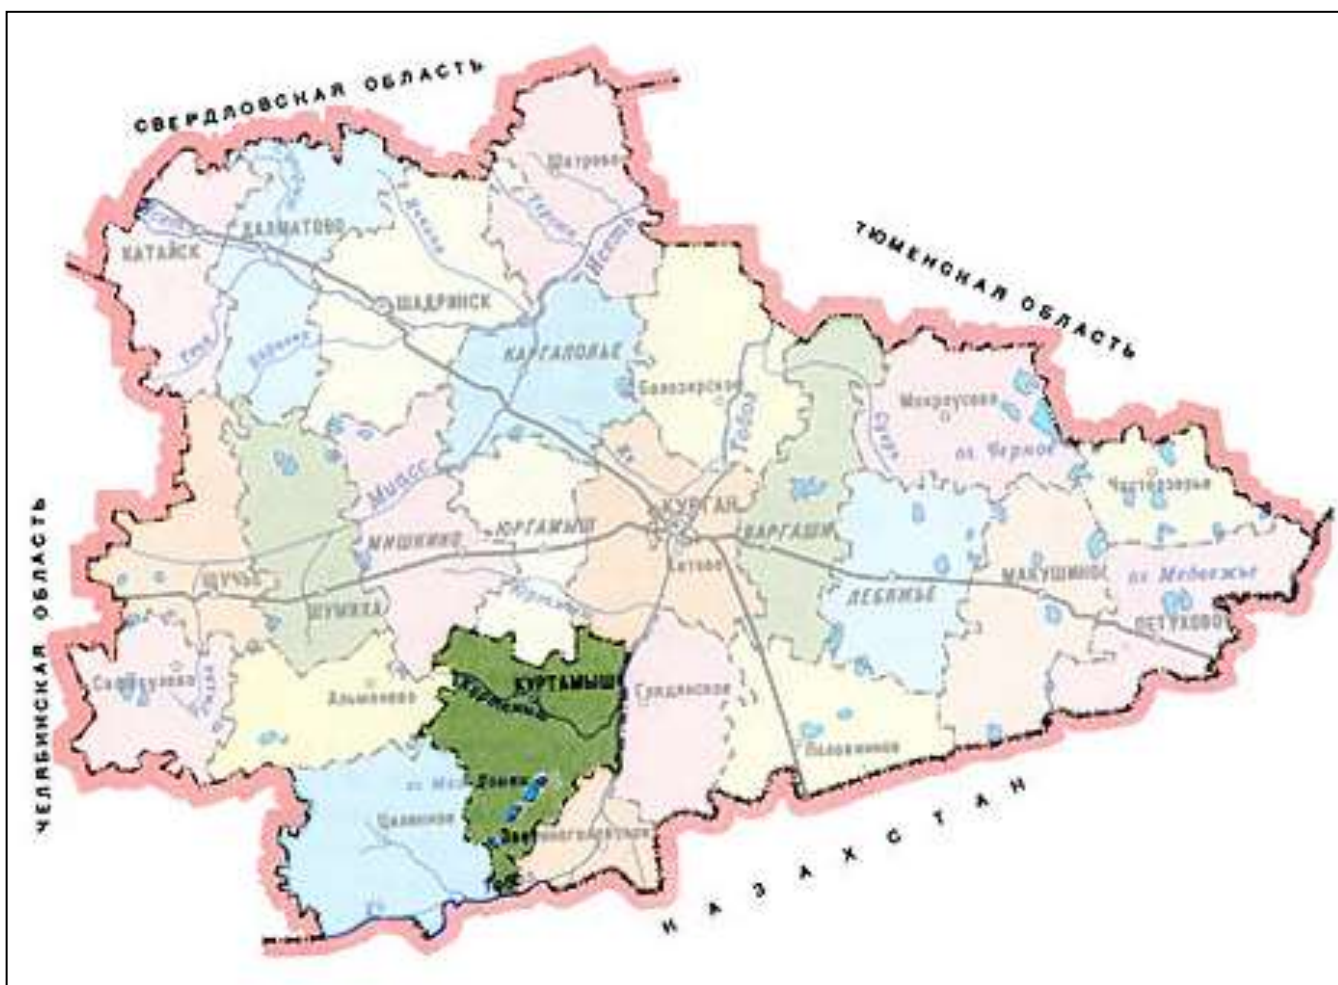 СВЕРДЛОВСКАЯ ОБЛАСТЬ
Шатрово
ТЮМЕНСКАЯ ОБЛАСТЬ
ДАЛМАТОВО
КАТАЙСК
Исеть
ШАДРИНСК
КАРГАПОЛЬЕ
Белозерское
Мокроусово
Тобол
оз. Черное
Частоозерье
Миасс
КУРГАН
ЮРГАМЫШ
ВАРГАШИ
МИШКИНО
Кетово
оз. Медвежье
МАКУШИНО
ЩУЧЬЕ
ЛЕБЯЖЬЕ
ШУМИХА
ПЕТУХОВО
ЧЕЛЯБИНСКАЯ ОБЛАСТЬ
Альменево
КУРТАМЫШ
Куртамыш
Половинное
Целинное
Звериноголовское
КАЗАХСТАН